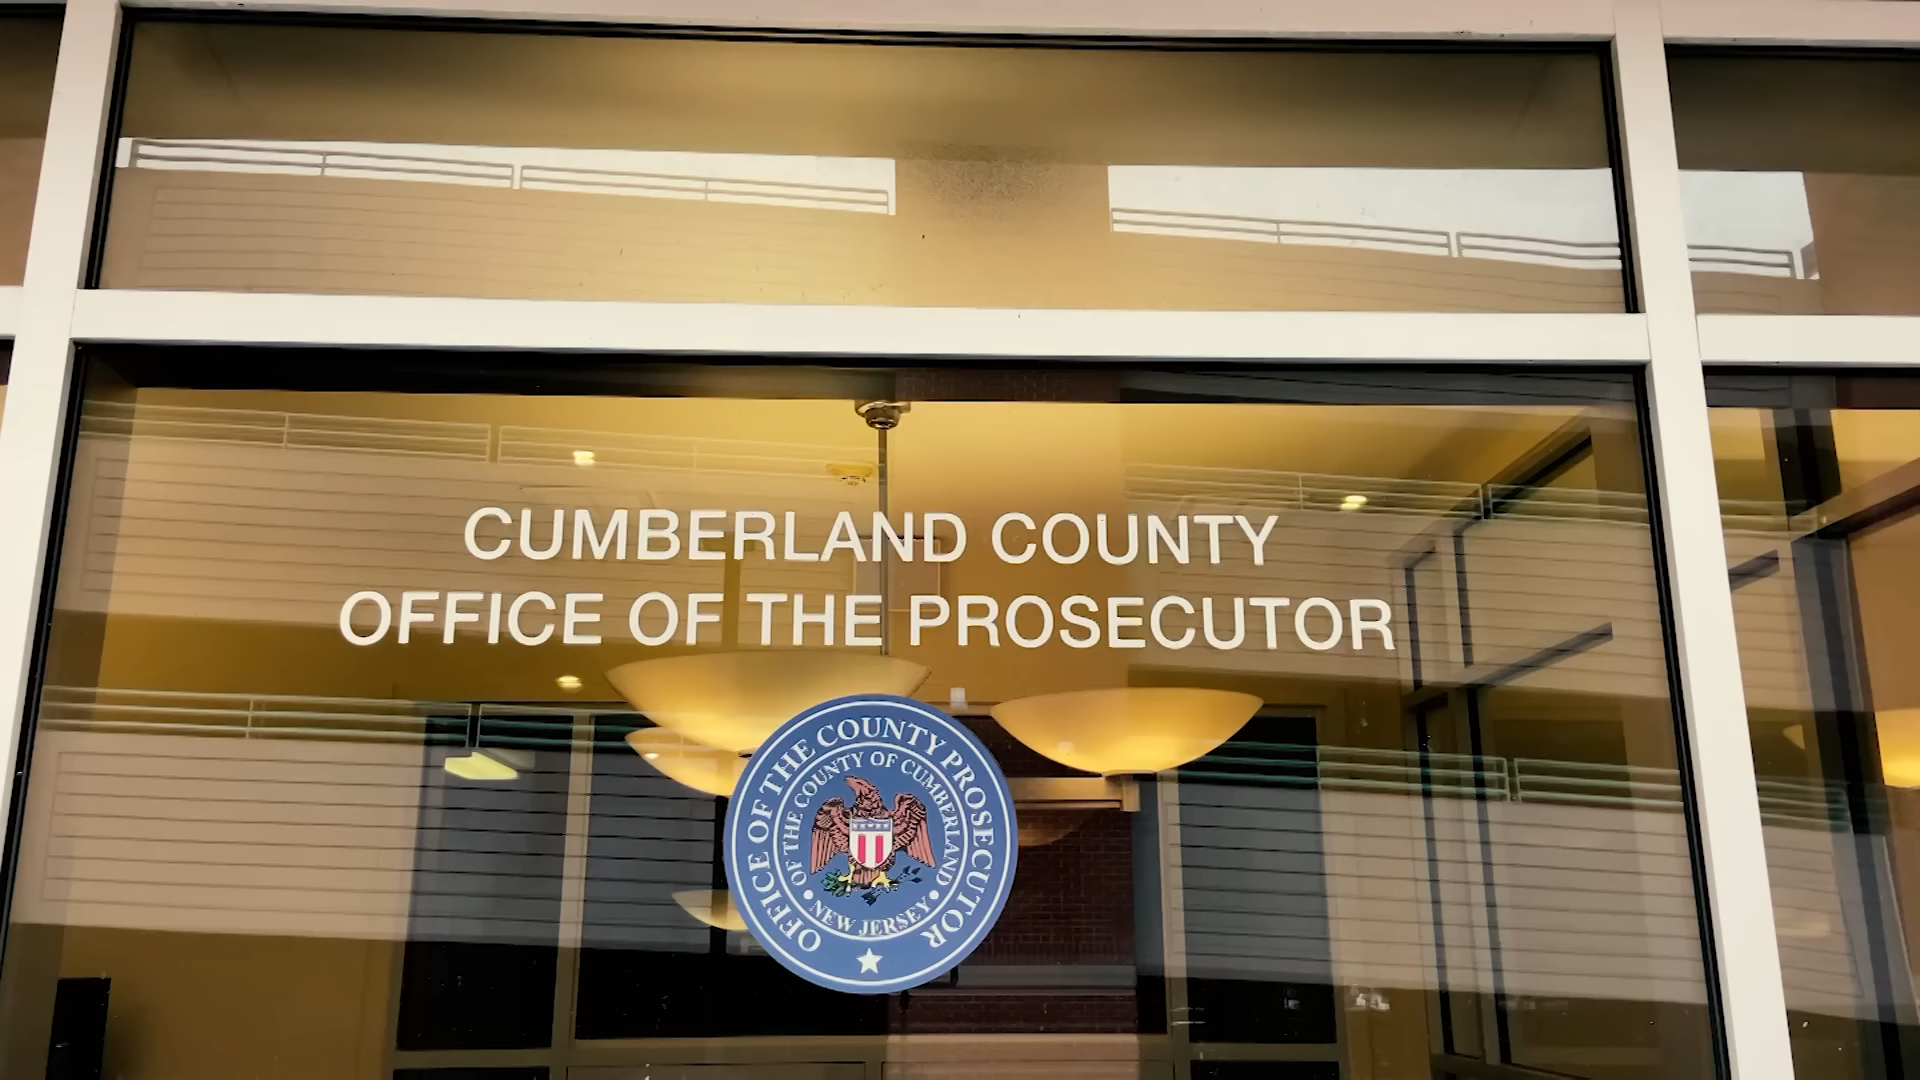 CUMBERLAND COUNTY
OFFICE OF THE PROSECUTOR
OFFICE OF THE COUNTY PROSECUTOR
OF THE COUNTY OF CUMBERLAND
NEW JERSEY